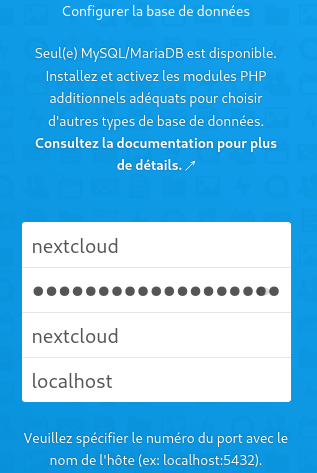 Configurer la base de données
Seul(e) MySQL/MariaDB est disponible.
Installez et activez les modules PHP
additionnels adéquats pour choisir
d'autres types de base de données.
Consultez la documentation pour plus
de détails. ↗
nextcloud
●●●●●●●●●●●●●●●●●●●
nextcloud
localhost
Veuillez spécifier le numéro du port avec le
nom de l'hôte (ex: localhost:5432).